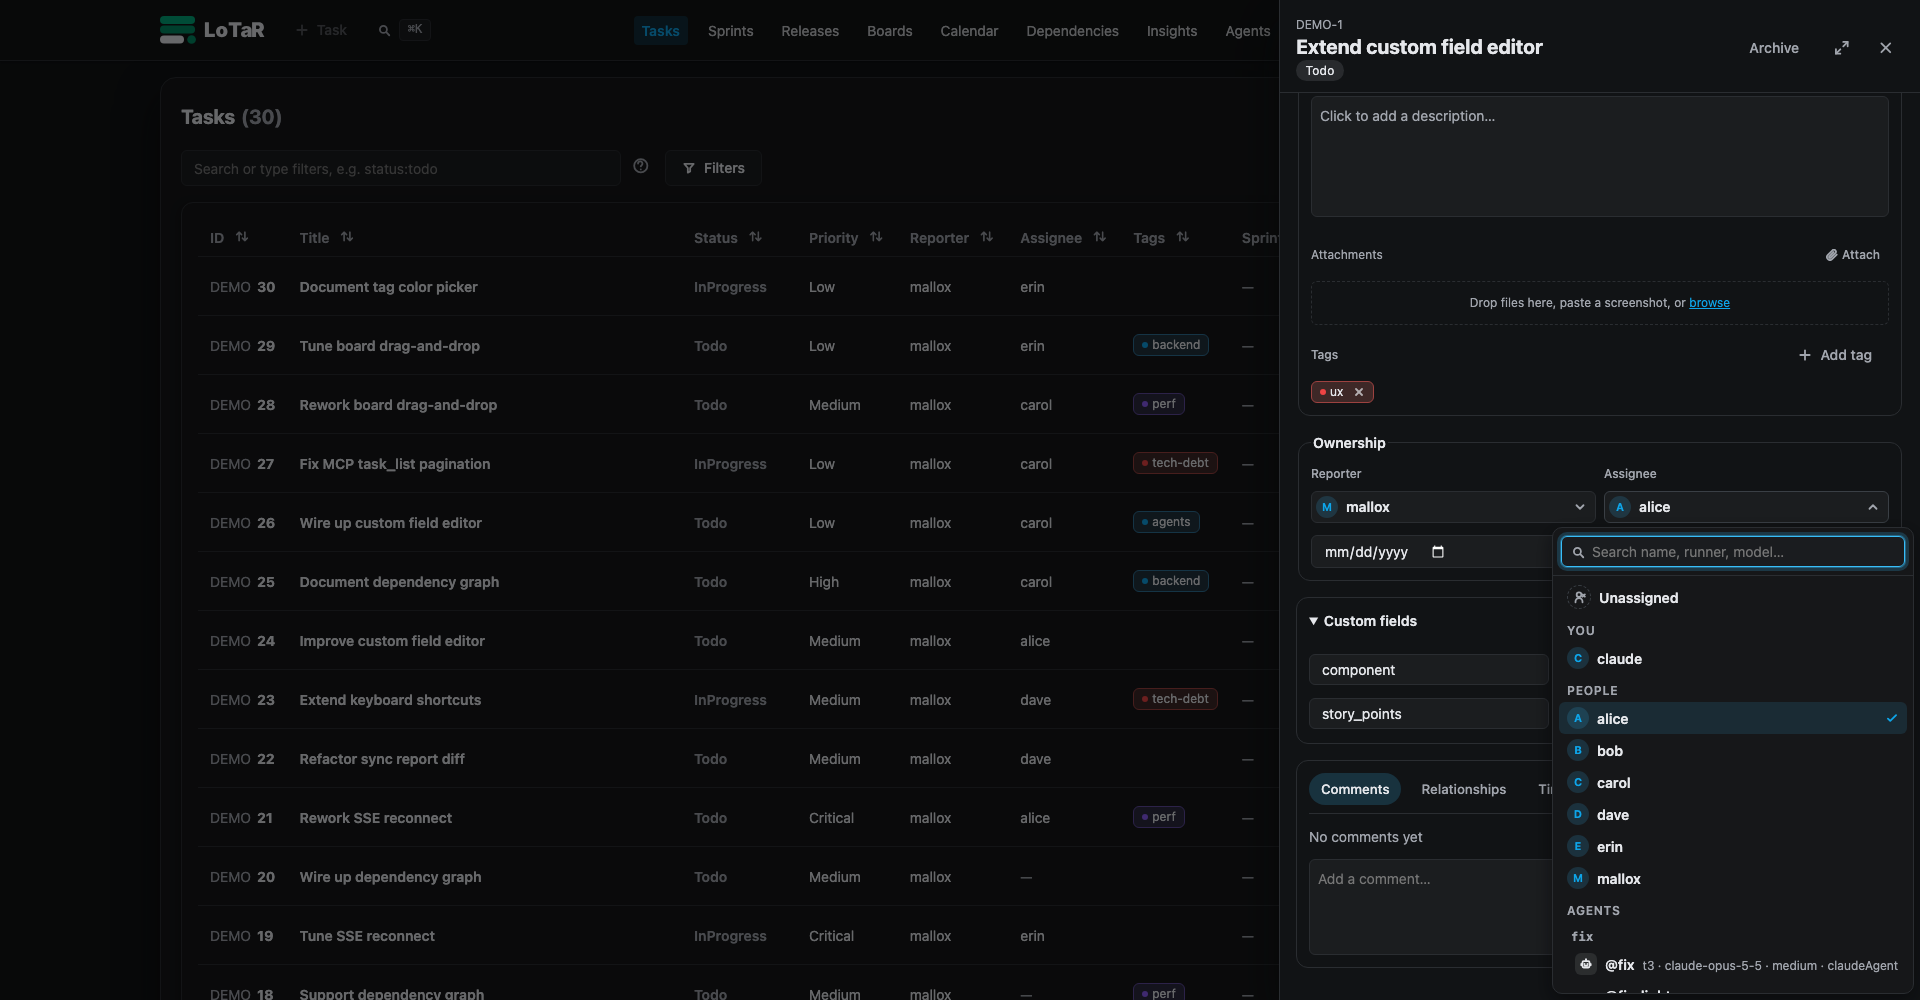 LoTaR
Task
⌘K
Tasks
Sprints
Releases
Boards
Calendar
Dependencies
Insights
Agents
Tasks (30)
Search or type filters, e.g. status:todo
Filters
ID Title Status Priority Reporter Assignee Tags Sprin
DEMO 30 Document tag color picker InProgress Low mallox erin —
DEMO 29 Tune board drag-and-drop Todo Low mallox erin backend —
DEMO 28 Rework board drag-and-drop Todo Medium mallox carol perf —
DEMO 27 Fix MCP task_list pagination InProgress Low mallox carol tech-debt —
DEMO 26 Wire up custom field editor Todo Low mallox carol agents —
DEMO 25 Document dependency graph Todo High mallox carol backend —
DEMO 24 Improve custom field editor Todo Medium mallox alice —
DEMO 23 Extend keyboard shortcuts InProgress Medium mallox dave tech-debt —
DEMO 22 Refactor sync report diff Todo Medium mallox dave —
DEMO 21 Rework SSE reconnect Todo Critical mallox alice perf —
DEMO 20 Wire up dependency graph Todo Medium mallox — —
DEMO 19 Tune SSE reconnect InProgress Critical mallox erin —
DEMO 18 Support dependency graph Todo Medium mallox — perf —
DEMO-1
Extend custom field editor
Todo
Archive
Click to add a description...
Attachments
Attach
Drop files here, paste a screenshot, or browse
Tags
Add tag
ux
Ownership
Reporter
Assignee
M mallox
A alice
mm/dd/yyyy
Search name, runner, model...
Unassigned
YOU
C claude
PEOPLE
A alice
B bob
C carol
D dave
E erin
M mallox
AGENTS
fix
@fix t3 · claude-opus-5-5 · medium · claudeAgent
Custom fields
component
story_points
Comments
Relationships
Ti
No comments yet
Add a comment...